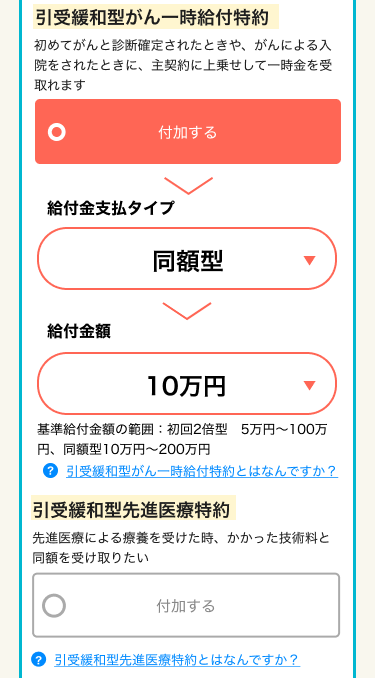 引受緩和型がん一時給付特約
初めてがんと診断確定されたときや、がんによる入
院をされたときに、主契約に上乗せして一時金を受
取れます
付加する
給付金支払タイプ
同額型
給付金額
10万円
基準給付金額の範囲：初回2倍型　5万円〜100万
円、同額型10万円〜200万円
? 引受緩和型がん一時給付特約とはなんですか？
引受緩和型先進医療特約
先進医療による療養を受けた時、かかった技術料と
同額を受け取りたい
付加する
? 引受緩和型先進医療特約とはなんですか？